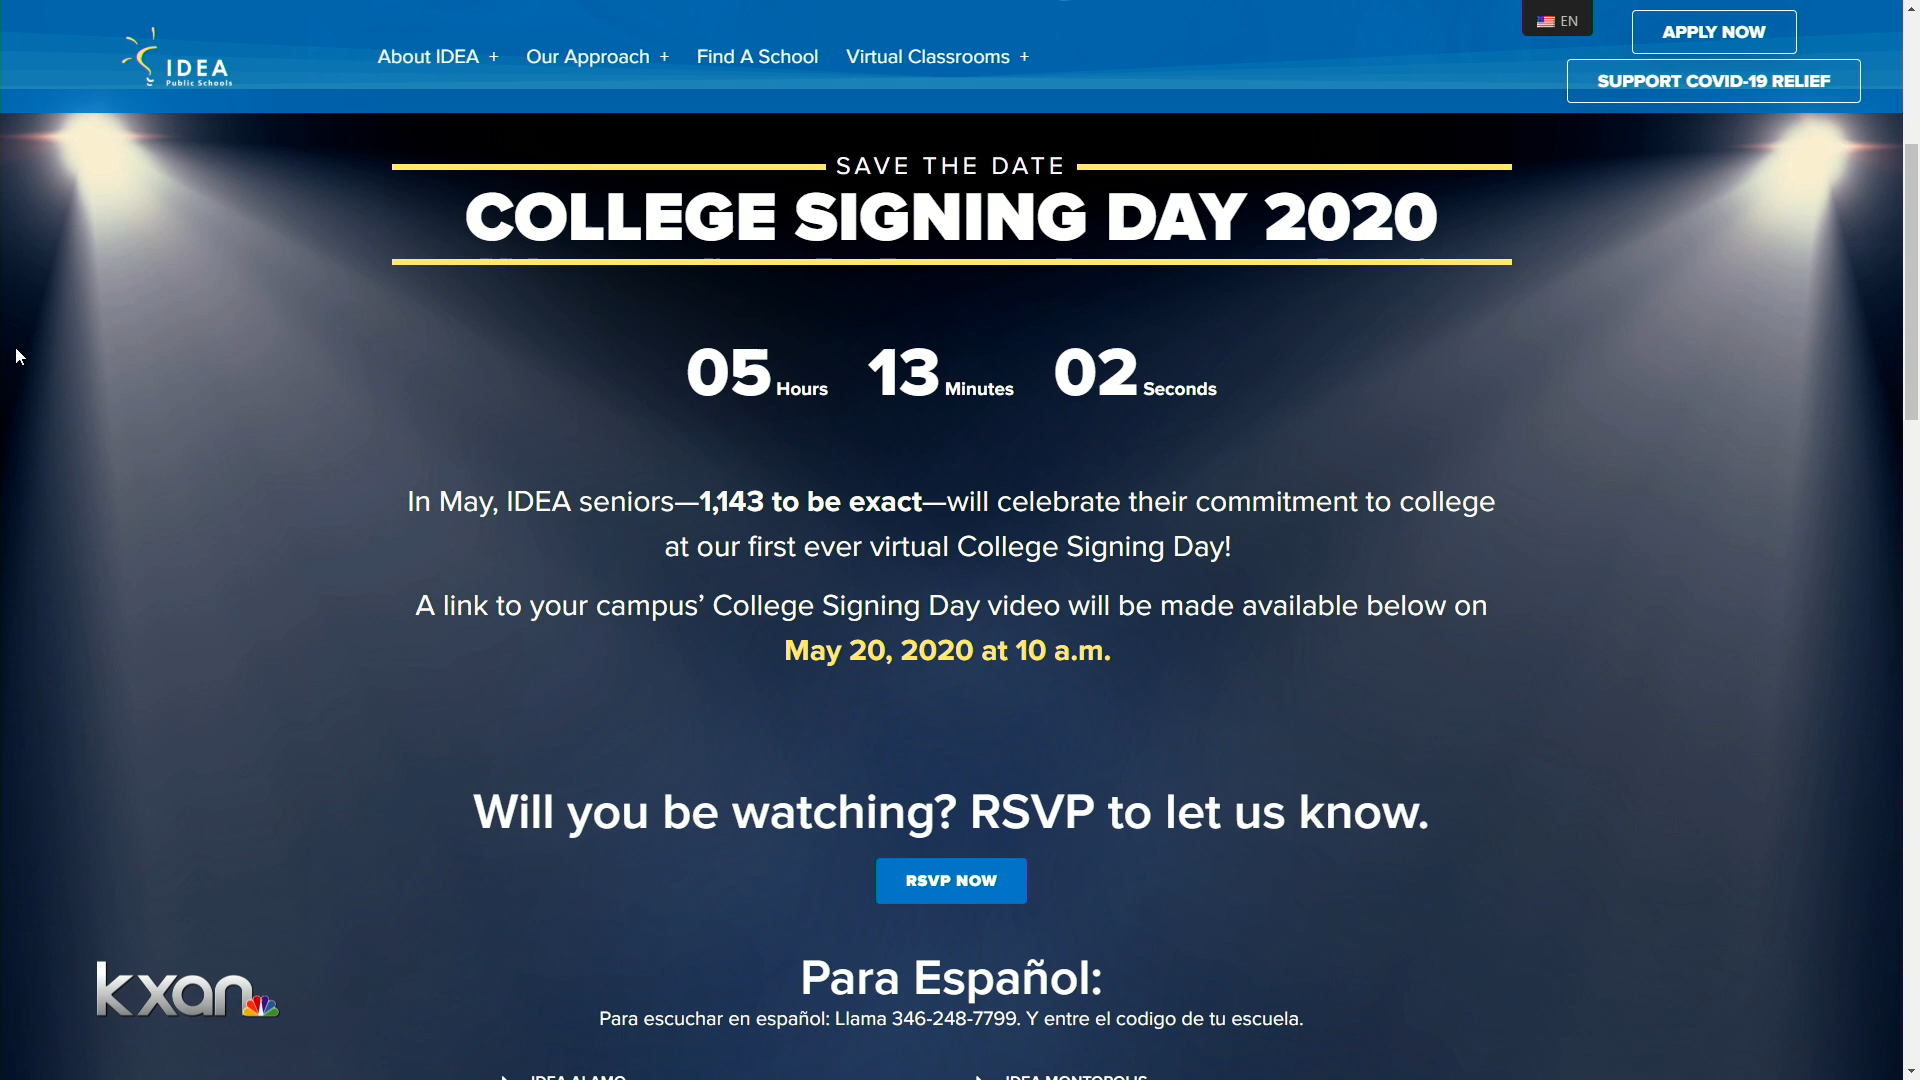 IDEA
Public Schools
About IDEA +
Our Approach +
Find A School
Virtual Classrooms +
EN
APPLY NOW
SUPPORT COVID-19 RELIEF
SAVE THE DATE
COLLEGE SIGNING DAY 2020
05 Hours 13 Minutes 02 Seconds
In May, IDEA seniors—1,143 to be exact—will celebrate their commitment to college
at our first ever virtual College Signing Day!
A link to your campus’ College Signing Day video will be made available below on
May 20, 2020 at 10 a.m.
Will you be watching? RSVP to let us know.
RSVP NOW
Para Español:
Para escuchar en español: Llama 346-248-7799. Y entre el codigo de tu escuela.
kxan
IDEA ALAMO
IDEA MONTOPOLIS